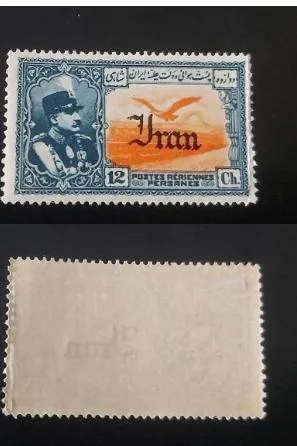 دوازده پست هوائی دولت علیه ایران شاهی
Iran
12 POSTES AÉRIENNES Ch.
PERSANES